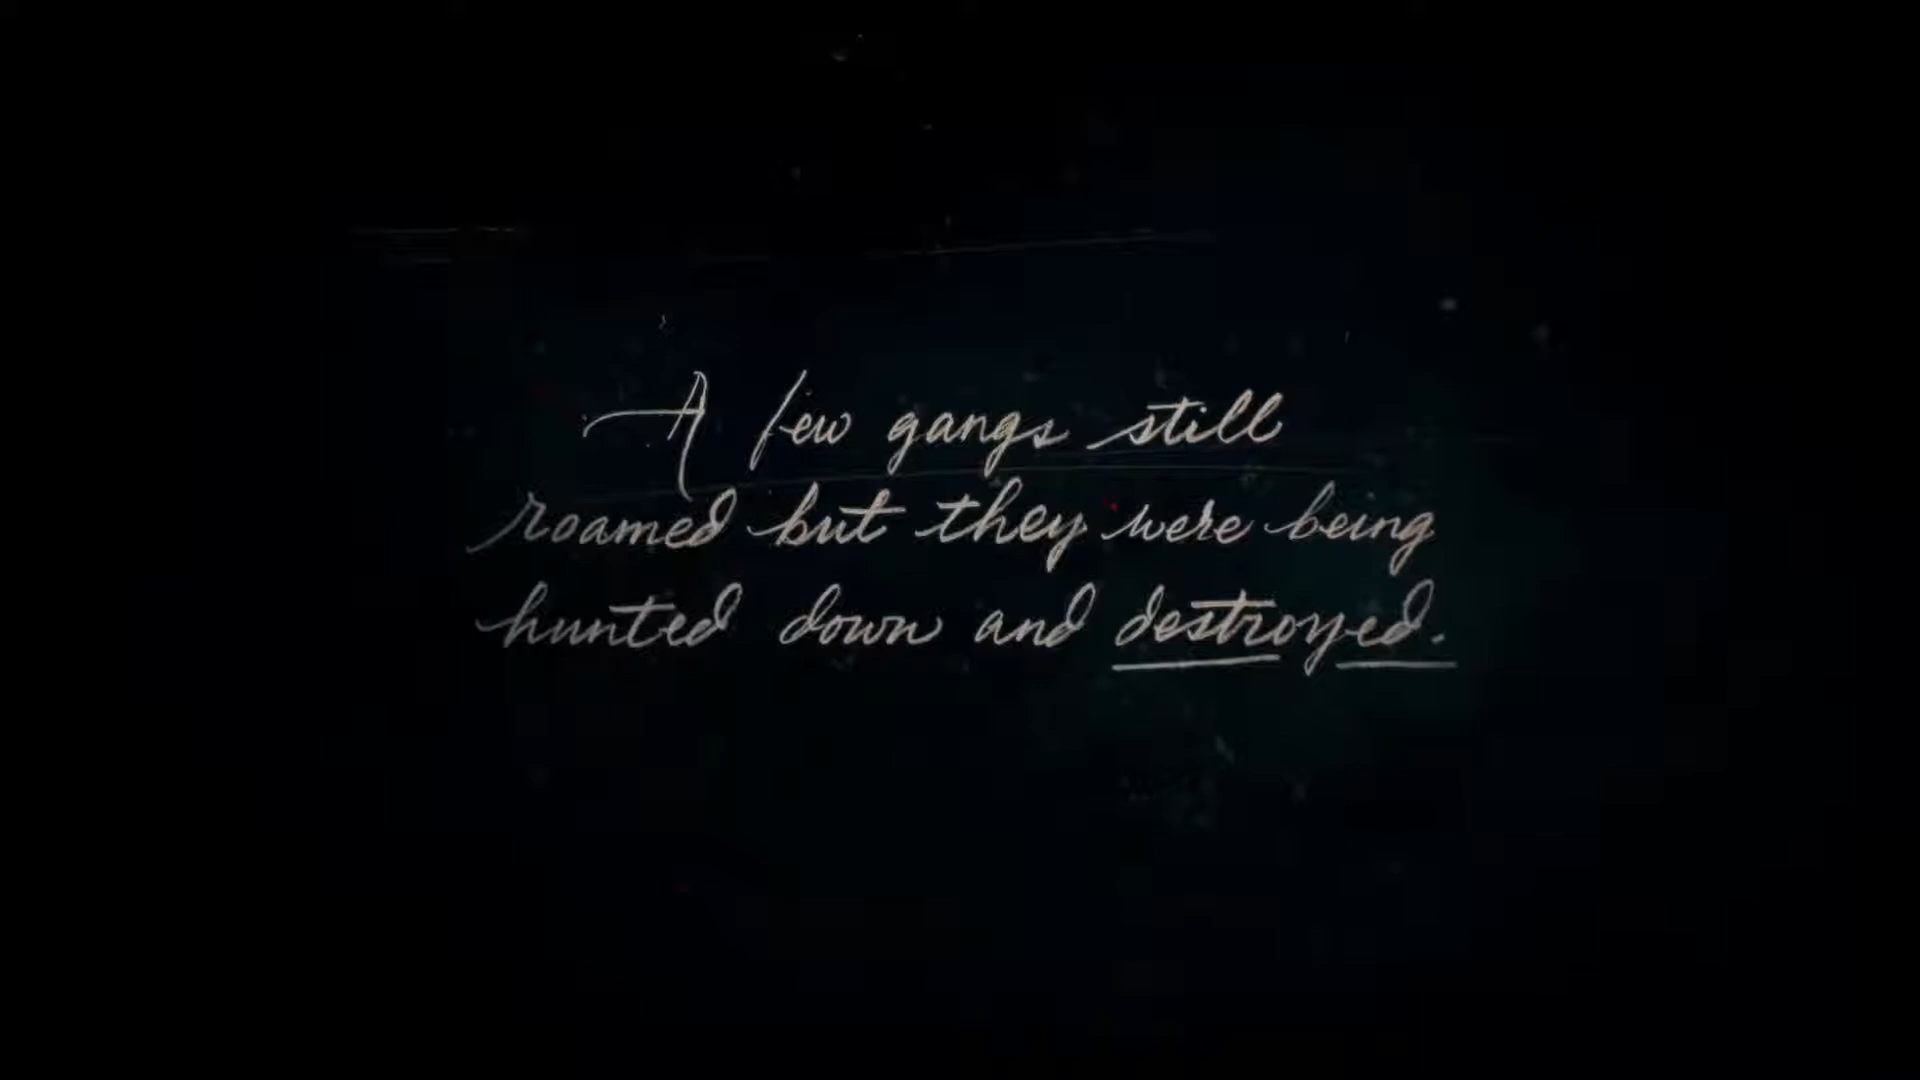 A few gangs still
roamed but they were being
hunted down and destroyed.